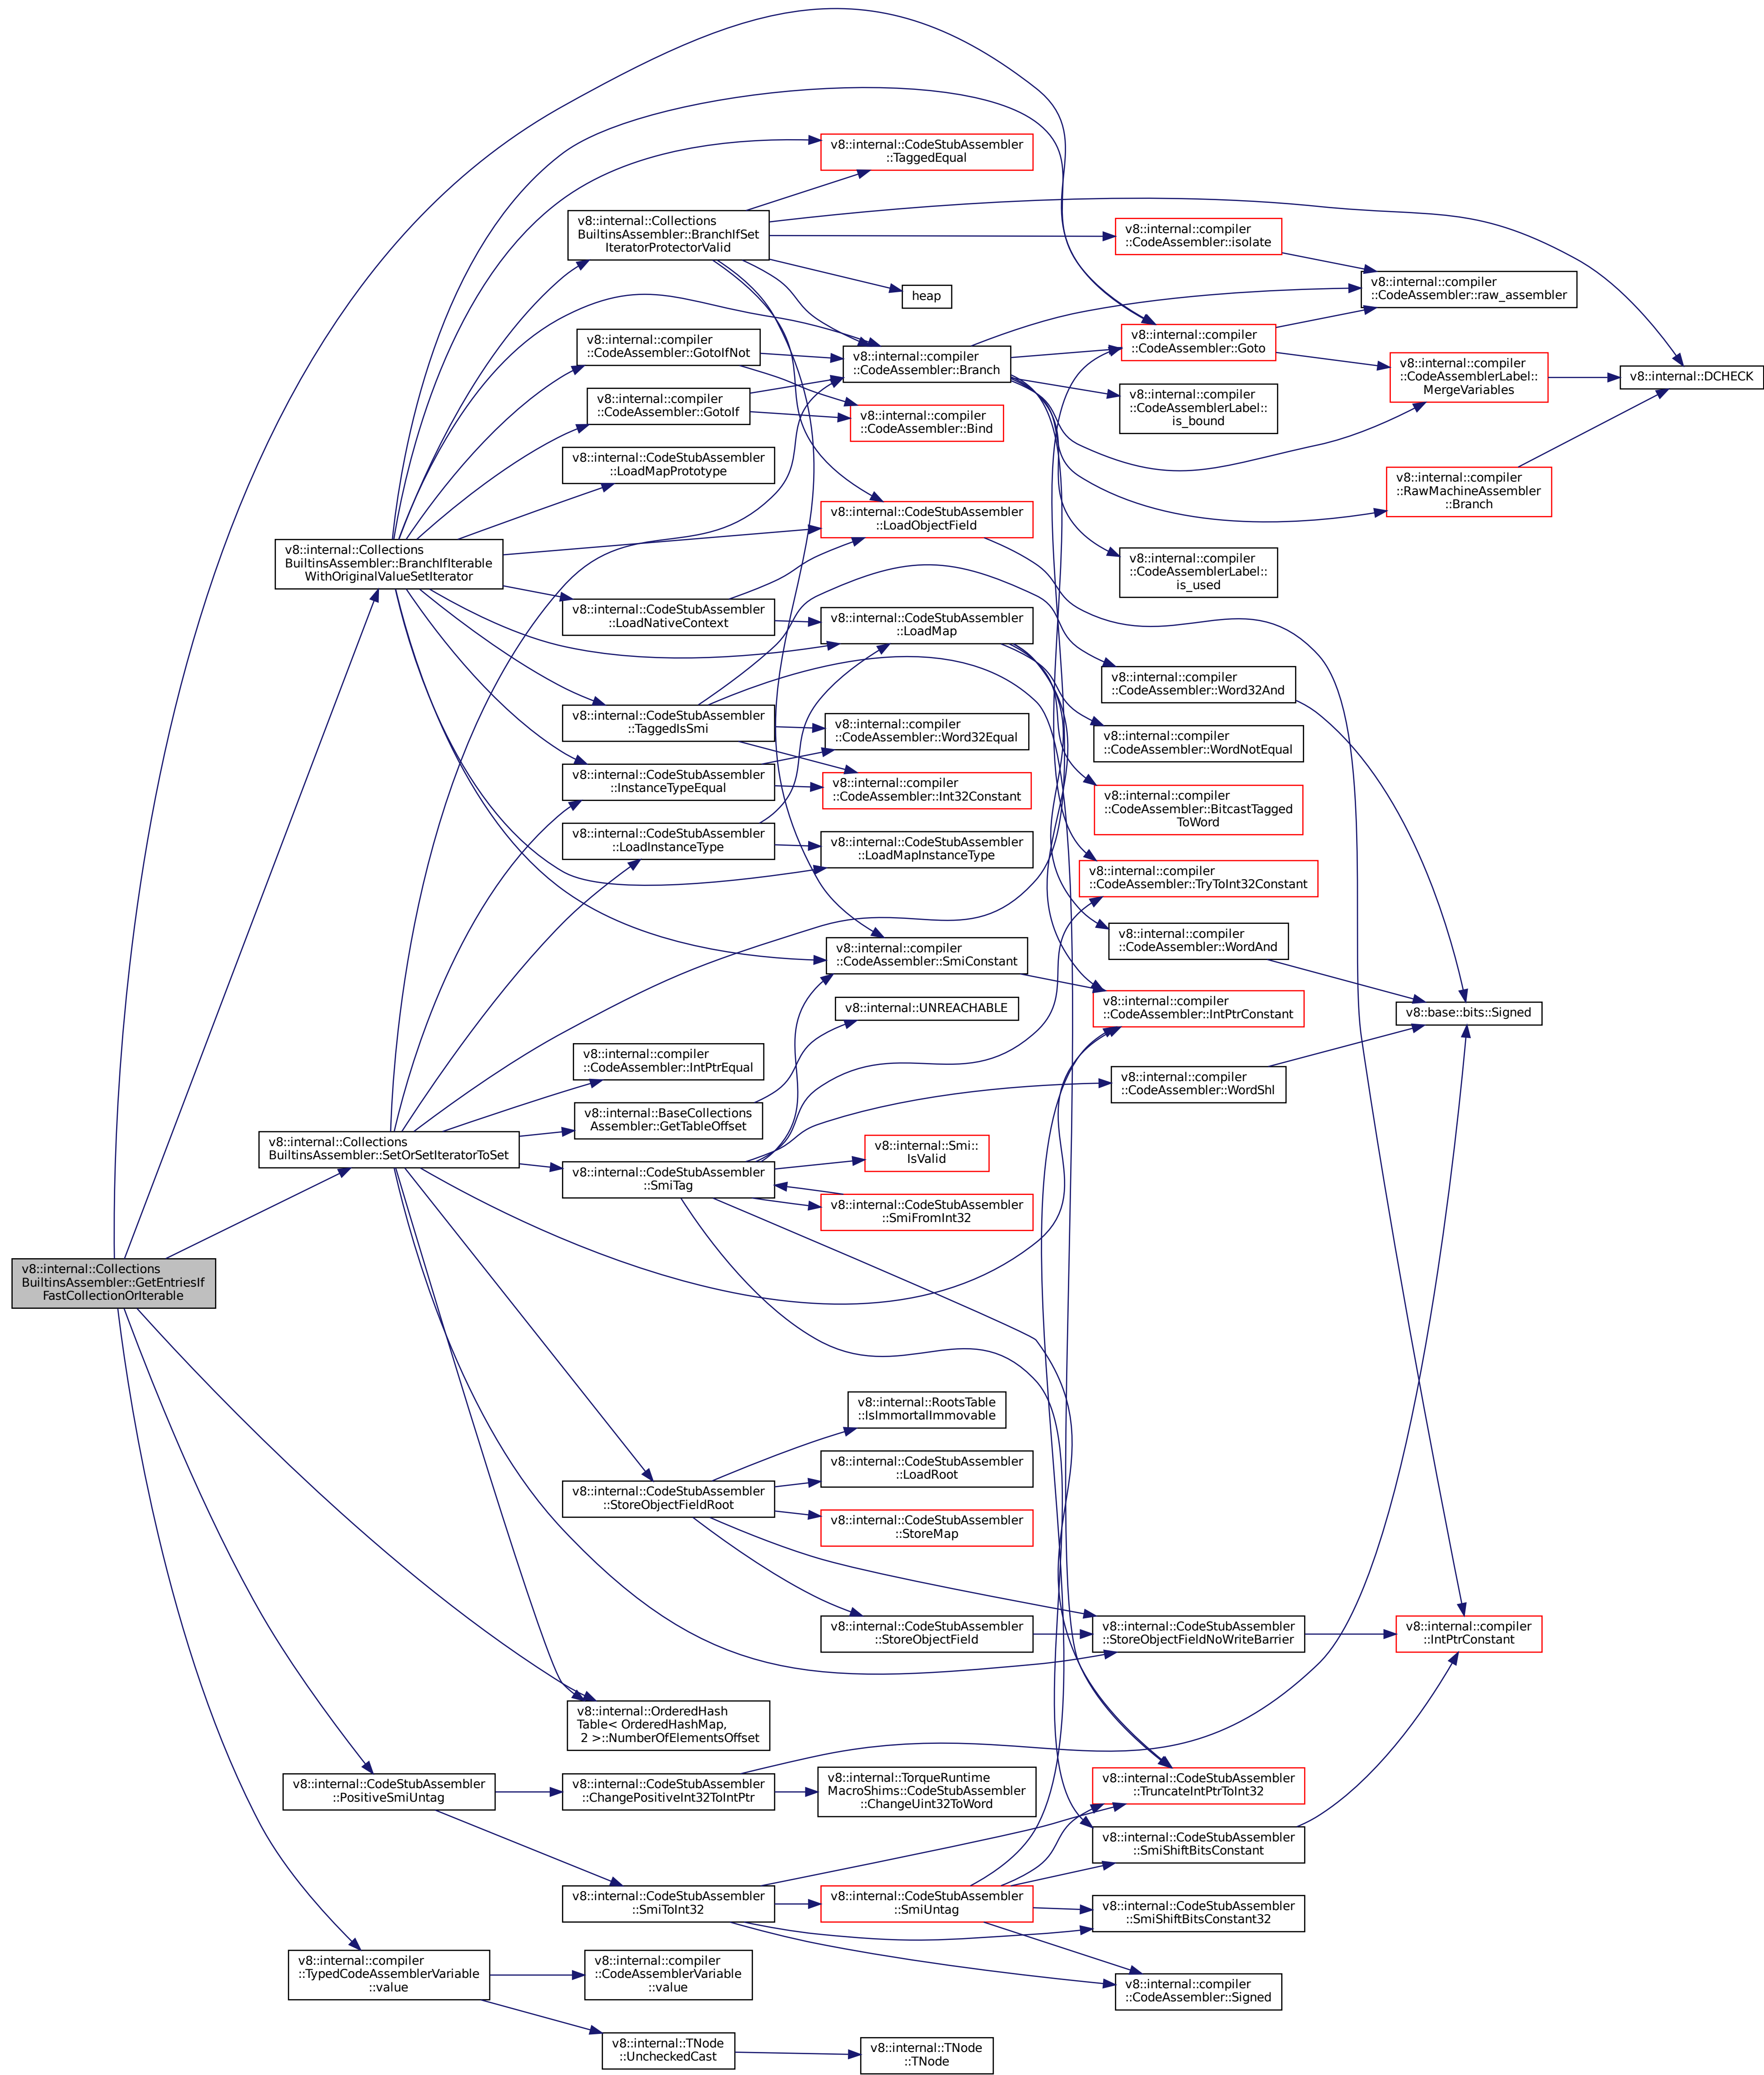 v8::internal::CodeStubAssembler
::TaggedEqual
v8::internal::Collections
BuiltinsAssembler::BranchIfSet
IteratorProtectorValid
v8::internal::compiler
::CodeAssembler::isolate
v8::internal::compiler
::CodeAssembler::raw_assembler
heap
v8::internal::compiler
::CodeAssembler::GotoIfNot
v8::internal::compiler
::CodeAssembler::Branch
v8::internal::compiler
::CodeAssembler::Goto
v8::internal::compiler
::CodeAssemblerLabel::
MergeVariables
v8::internal::DCHECK
v8::internal::compiler
::CodeAssembler::GotoIf
v8::internal::compiler
::CodeAssembler::Bind
v8::internal::compiler
::CodeAssemblerLabel::
is_bound
v8::internal::CodeStubAssembler
::LoadMapPrototype
v8::internal::compiler
::RawMachineAssembler
::Branch
v8::internal::CodeStubAssembler
::LoadObjectField
v8::internal::Collections
BuiltinsAssembler::BranchIfIterable
WithOriginalValueSetIterator
v8::internal::compiler
::CodeAssemblerLabel::
is_used
v8::internal::CodeStubAssembler
::LoadNativeContext
v8::internal::CodeStubAssembler
::LoadMap
v8::internal::compiler
::CodeAssembler::Word32And
v8::internal::CodeStubAssembler
::TaggedIsSmi
v8::internal::compiler
::CodeAssembler::Word32Equal
v8::internal::compiler
::CodeAssembler::WordNotEqual
v8::internal::CodeStubAssembler
::InstanceTypeEqual
v8::internal::compiler
::CodeAssembler::Int32Constant
v8::internal::compiler
::CodeAssembler::BitcastTagged
ToWord
v8::internal::CodeStubAssembler
::LoadInstanceType
v8::internal::CodeStubAssembler
::LoadMapInstanceType
v8::internal::compiler
::CodeAssembler::TryToInt32Constant
v8::internal::compiler
::CodeAssembler::WordAnd
v8::internal::compiler
::CodeAssembler::SmiConstant
v8::internal::UNREACHABLE
v8::internal::compiler
::CodeAssembler::IntPtrConstant
v8::base::bits::Signed
v8::internal::compiler
::CodeAssembler::IntPtrEqual
v8::internal::compiler
::CodeAssembler::WordShl
v8::internal::BaseCollections
Assembler::GetTableOffset
v8::internal::Collections
BuiltinsAssembler::SetOrSetIteratorToSet
v8::internal::Smi::
IsValid
v8::internal::CodeStubAssembler
::SmiTag
v8::internal::CodeStubAssembler
::SmiFromInt32
v8::internal::Collections
BuiltinsAssembler::GetEntriesIf
FastCollectionOrIterable
v8::internal::RootsTable
::IsImmortalImmovable
v8::internal::CodeStubAssembler
::LoadRoot
v8::internal::CodeStubAssembler
::StoreObjectFieldRoot
v8::internal::CodeStubAssembler
::StoreMap
v8::internal::CodeStubAssembler
::StoreObjectField
v8::internal::CodeStubAssembler
::StoreObjectFieldNoWriteBarrier
v8::internal::compiler
::IntPtrConstant
v8::internal::OrderedHash
Table< OrderedHashMap,
2 >::NumberOfElementsOffset
v8::internal::CodeStubAssembler
::PositiveSmiUntag
v8::internal::CodeStubAssembler
::ChangePositiveInt32ToIntPtr
v8::internal::TorqueRuntime
MacroShims::CodeStubAssembler
::ChangeUint32ToWord
v8::internal::CodeStubAssembler
::TruncateIntPtrToInt32
v8::internal::CodeStubAssembler
::SmiShiftBitsConstant
v8::internal::CodeStubAssembler
::SmiToInt32
v8::internal::CodeStubAssembler
::SmiUntag
v8::internal::CodeStubAssembler
::SmiShiftBitsConstant32
v8::internal::compiler
::TypedCodeAssemblerVariable
::value
v8::internal::compiler
::CodeAssemblerVariable
::value
v8::internal::compiler
::CodeAssembler::Signed
v8::internal::TNode
::UncheckedCast
v8::internal::TNode
::TNode